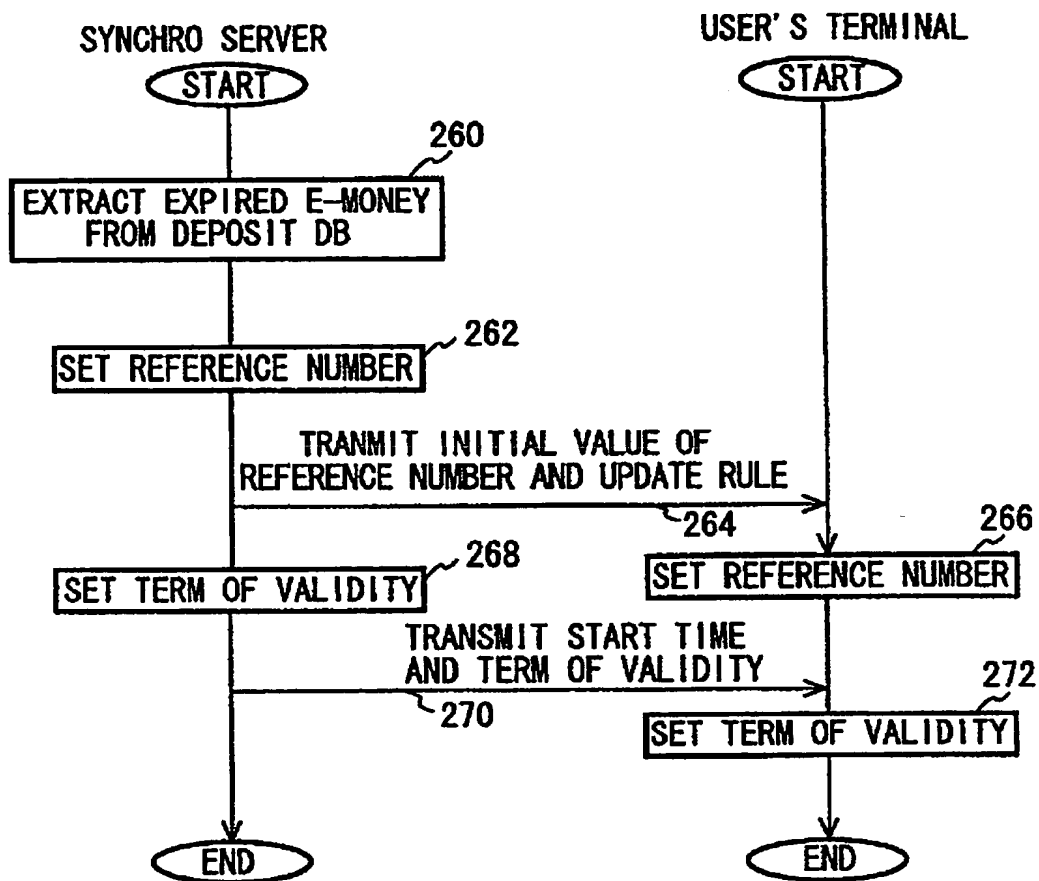 SYNCHRO SERVER
USER'S TERMINAL
START
START
260
EXTRACT EXPIRED E-MONEY
FROM DEPOSIT DB
262
SET REFERENCE NUMBER
TRANMIT INITIAL VALUE OF
REFERENCE NUMBER AND UPDATE RULE
264
266
268
SET REFERENCE NUMBER
SET TERM OF VALIDITY
TRANSMIT START TIME
AND TERM OF VALIDITY
270
272
SET TERM OF VALIDITY
END
END